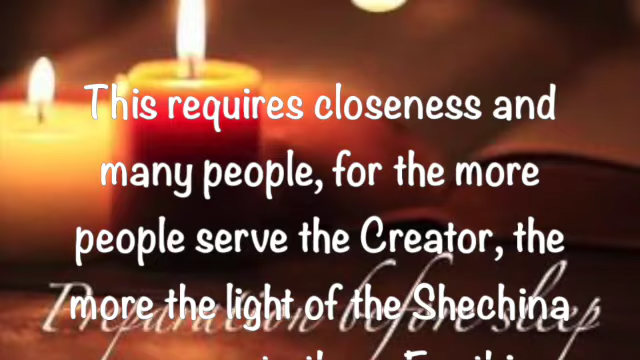 This requires closeness and
many people, for the more
people serve the Creator, the
more the light of the Shechina
Preparation before sleep